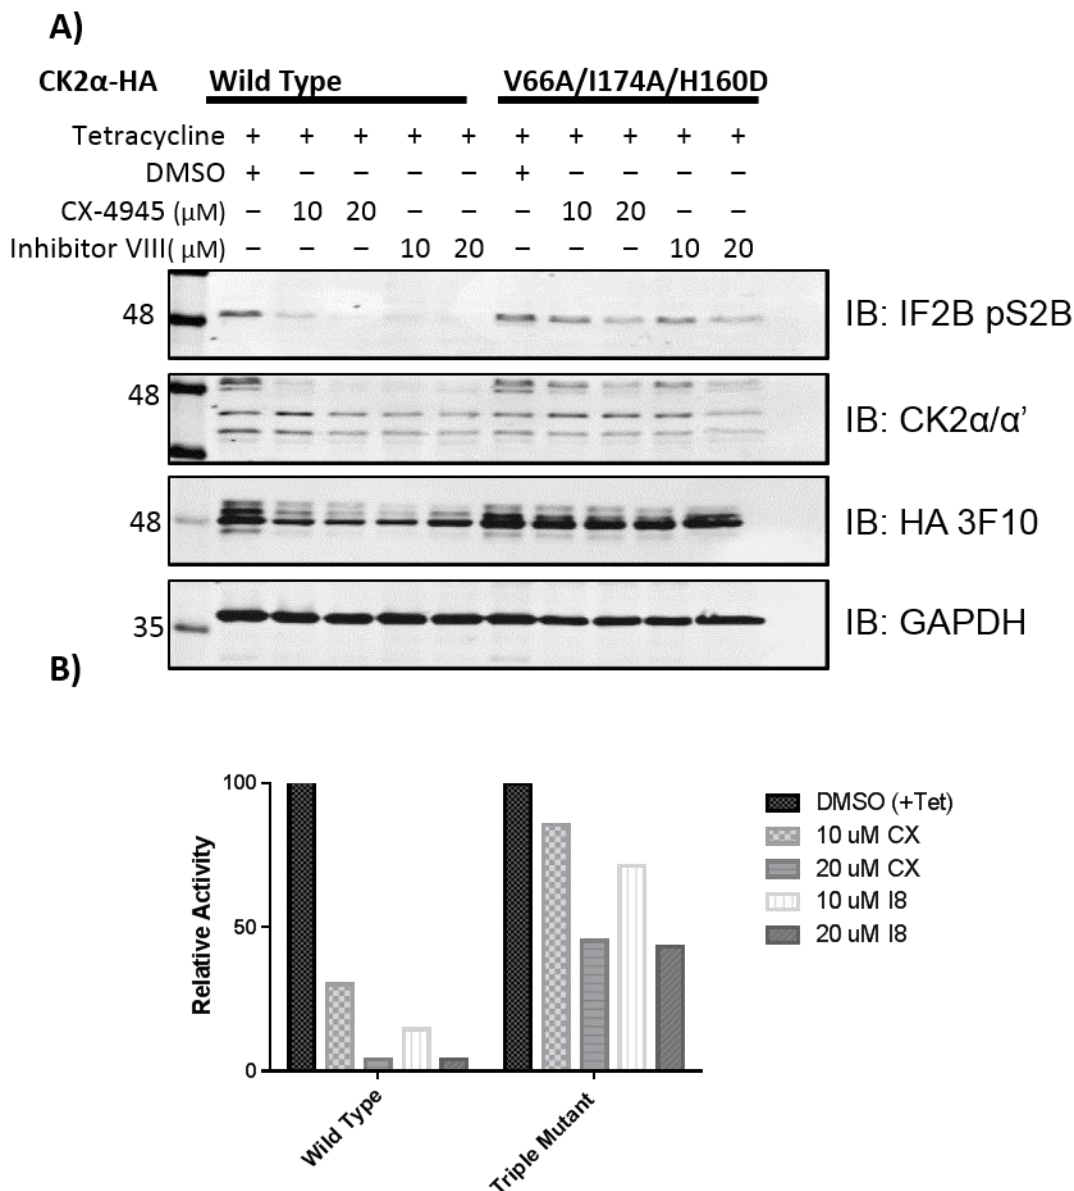 A)
CK2α-HA Wild Type V66A/I174A/H160D
Tetracycline + + + + + + + + + +
DMSO + – – – – + – – – –
CX-4945 (µM) – 10 20 – – – 10 20 – –
Inhibitor VIII( µM) – – – 10 20 – – – 10 20
48 IB: IF2B pS2B
48 IB: CK2α/α’
48 IB: HA 3F10
35 IB: GAPDH
B)
100
50
0
Relative Activity
Wild Type
Triple Mutant
DMSO (+Tet)
10 uM CX
20 uM CX
10 uM I8
20 uM I8